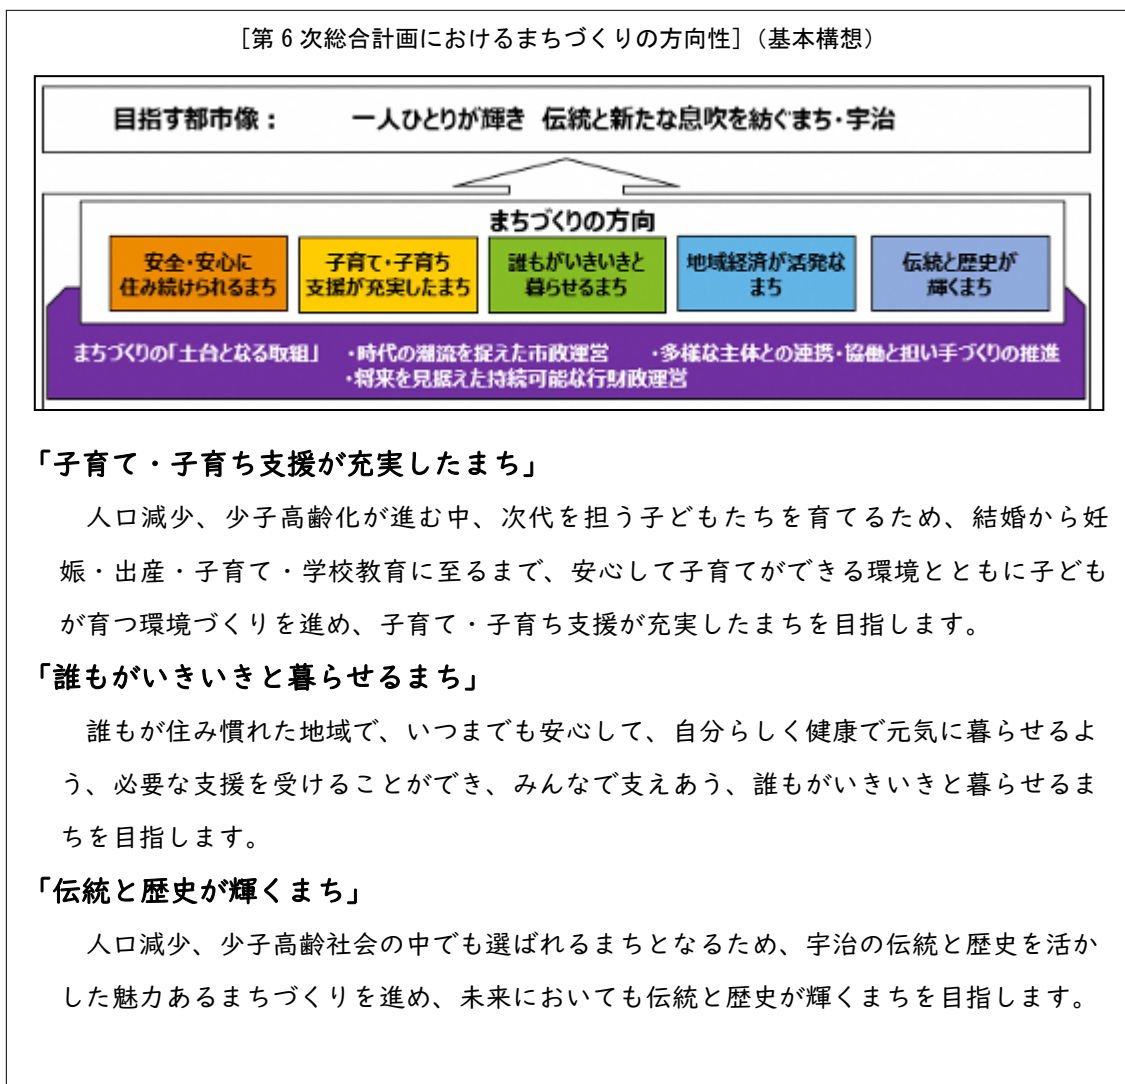 [第６次総合計画におけるまちづくりの方向性]（基本構想）
目指す都市像： 一人ひとりが輝き 伝統と新たな息吹を紡ぐまち・宇治
まちづくりの方向
安全・安心に
住み続けられるまち
子育て・子育ち
支援が充実したまち
誰もがいきいきと
暮らせるまち
地域経済が活発な
まち
伝統と歴史が
輝くまち
まちづくりの「土台となる取組」 ・時代の潮流を捉えた市政運営 ・多様な主体との連携・協働と担い手づくりの推進
・将来を見据えた持続可能な行財政運営
「子育て・子育ち支援が充実したまち」
人口減少、少子高齢化が進む中、次代を担う子どもたちを育てるため、結婚から妊
娠・出産・子育て・学校教育に至るまで、安心して子育てができる環境とともに子ども
が育つ環境づくりを進め、子育て・子育ち支援が充実したまちを目指します。
「誰もがいきいきと暮らせるまち」
誰もが住み慣れた地域で、いつまでも安心して、自分らしく健康で元気に暮らせるよ
う、必要な支援を受けることができ、みんなで支えあう、誰もがいきいきと暮らせるま
ちを目指します。
「伝統と歴史が輝くまち」
人口減少、少子高齢社会の中でも選ばれるまちとなるため、宇治の伝統と歴史を活か
した魅力あるまちづくりを進め、未来においても伝統と歴史が輝くまちを目指します。